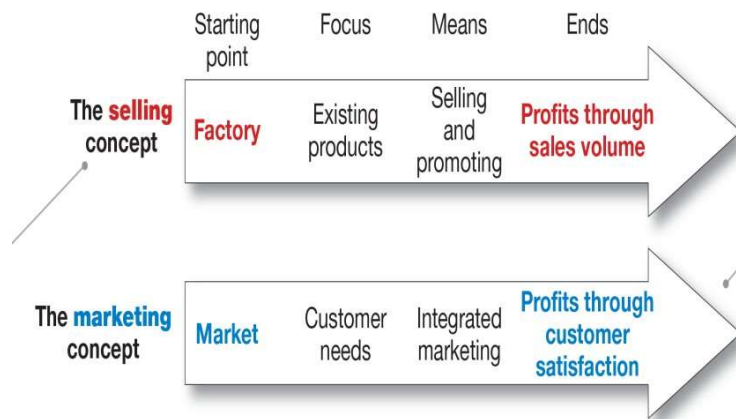 Starting point
Focus
Means
Ends
The selling concept
Factory
Existing products
Selling and promoting
Profits through sales volume
The marketing concept
Market
Customer needs
Integrated marketing
Profits through customer satisfaction